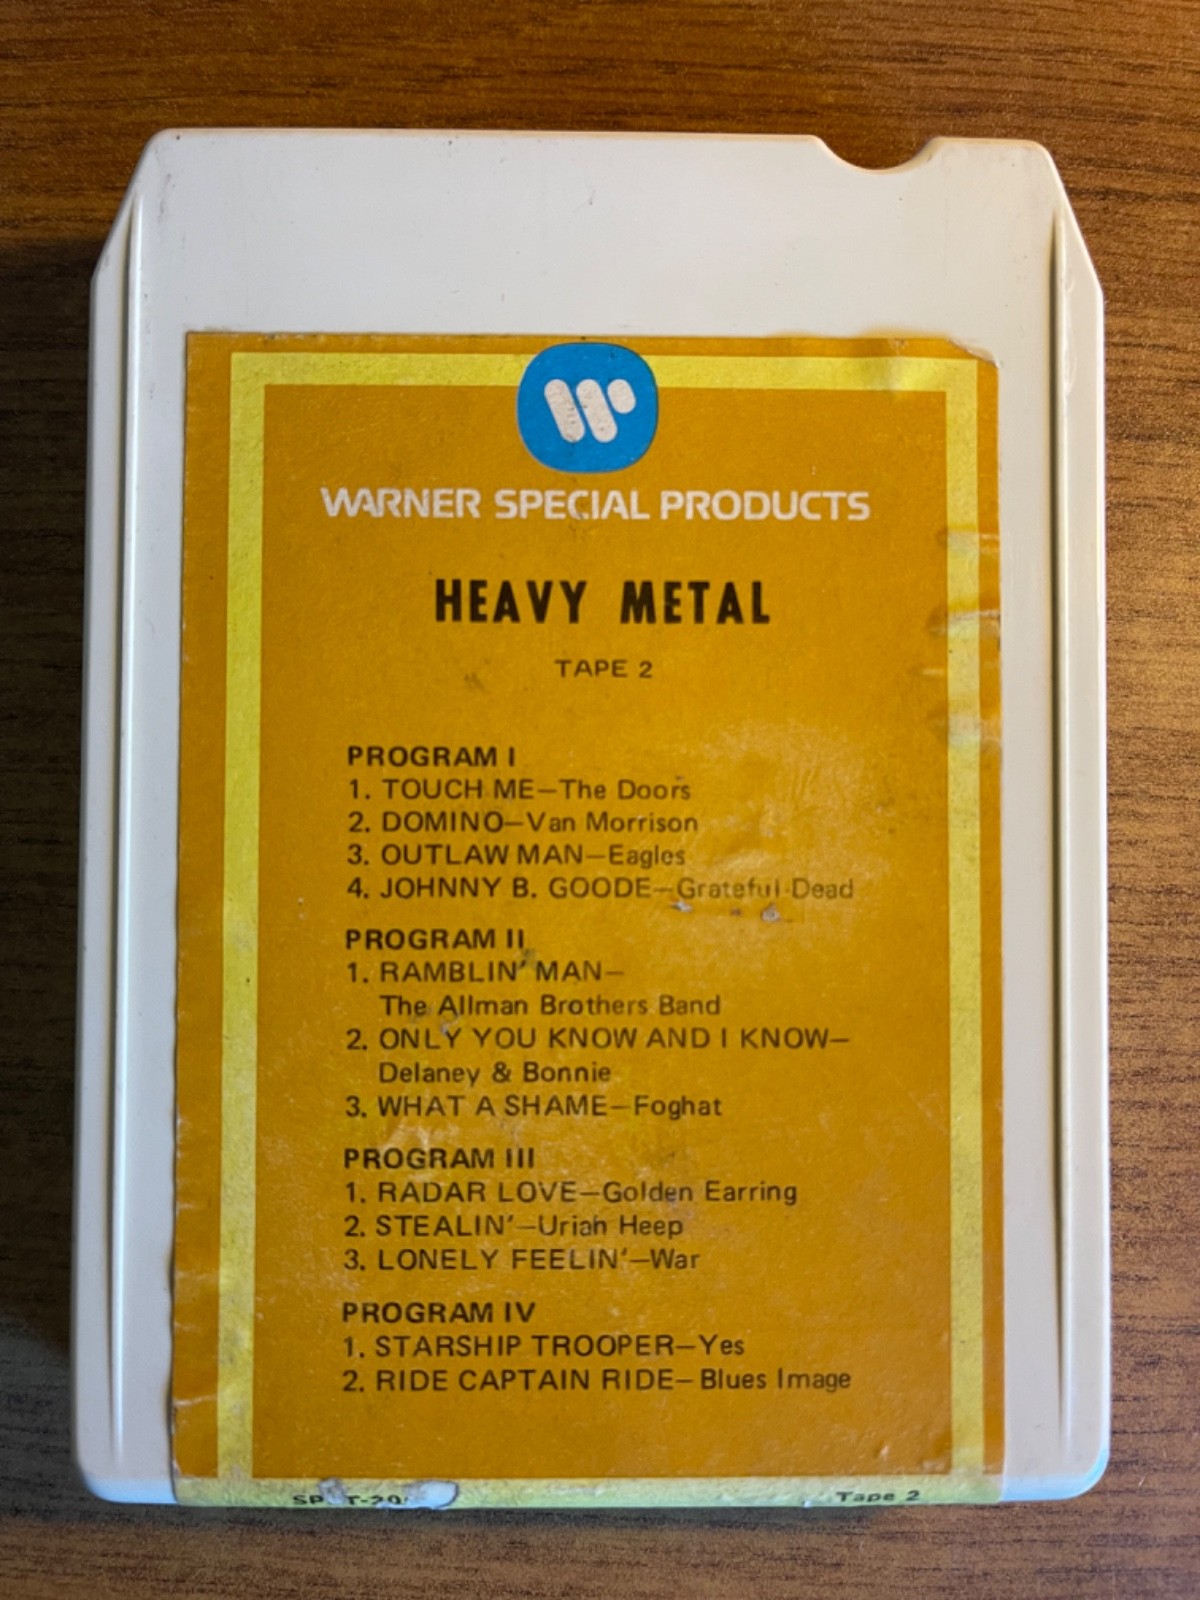 WARNER SPECIAL PRODUCTS
HEAVY METAL
TAPE 2
PROGRAM I
1. TOUCH ME—The Doors
2. DOMINO—Van Morrison
3. OUTLAW MAN—Eagles
4. JOHNNY B. GOODE—Grateful Dead
PROGRAM II
1. RAMBLIN' MAN—
The Allman Brothers Band
2. ONLY YOU KNOW AND I KNOW—
Delaney & Bonnie
3. WHAT A SHAME—Foghat
PROGRAM III
1. RADAR LOVE—Golden Earring
2. STEALIN'—Uriah Heep
3. LONELY FEELIN'—War
PROGRAM IV
1. STARSHIP TROOPER—Yes
2. RIDE CAPTAIN RIDE—Blues Image
Tape 2